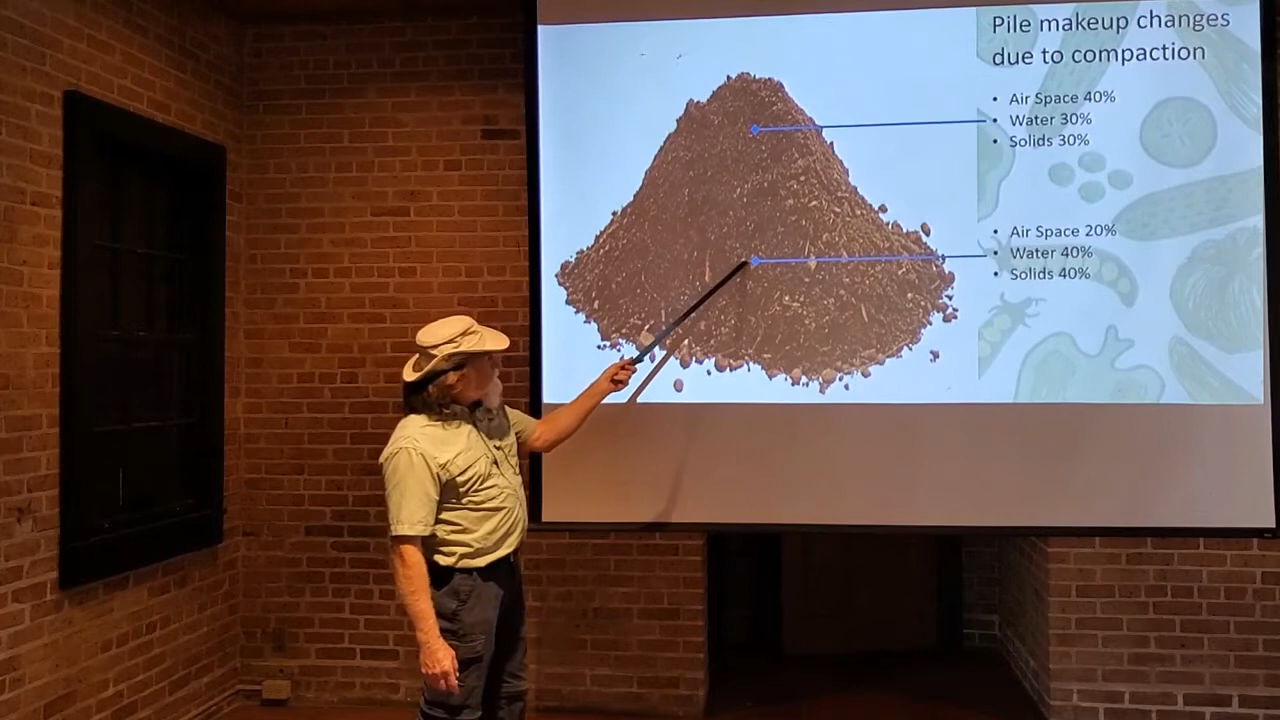 Pile makeup changes
due to compaction
• Air Space 40%
• Water 30%
• Solids 30%
• Air Space 20%
• Water 40%
• Solids 40%